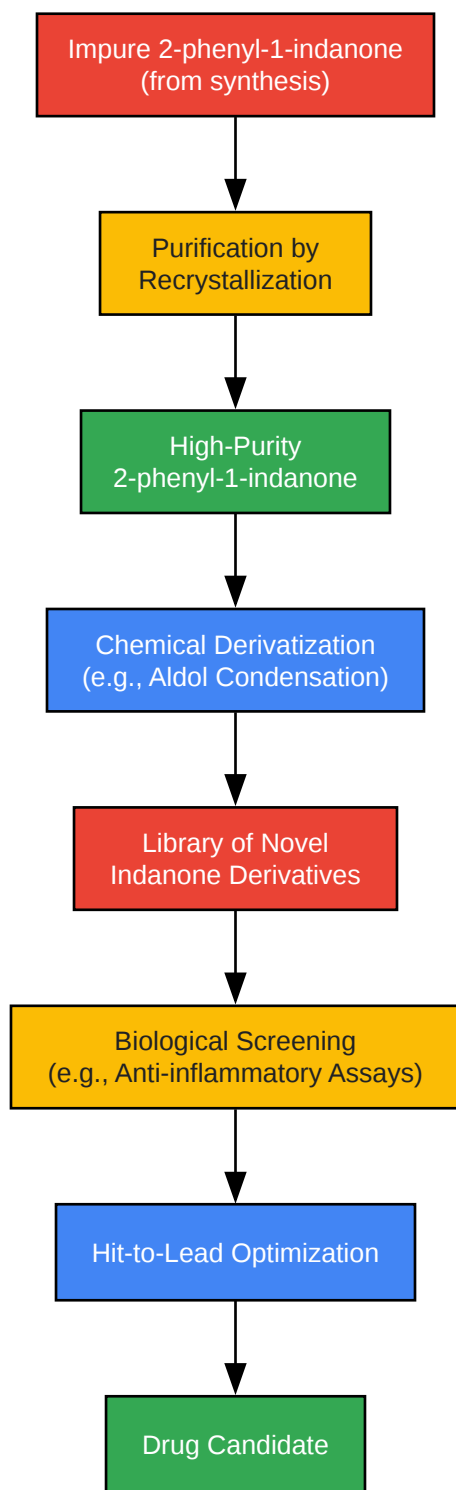 Impure 2-phenyl-1-indanone
(from synthesis)
Purification by
Recrystallization
High-Purity
2-phenyl-1-indanone
Chemical Derivatization
(e.g., Aldol Condensation)
Library of Novel
Indanone Derivatives
Biological Screening
(e.g., Anti-inflammatory Assays)
Hit-to-Lead Optimization
Drug Candidate